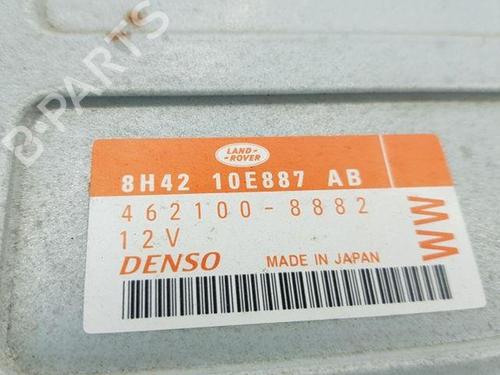 B-PARTS
LAND-
ROVER
8H42 10E887 AB
462100-8882
12V
DENSO MADE IN JAPAN
WW